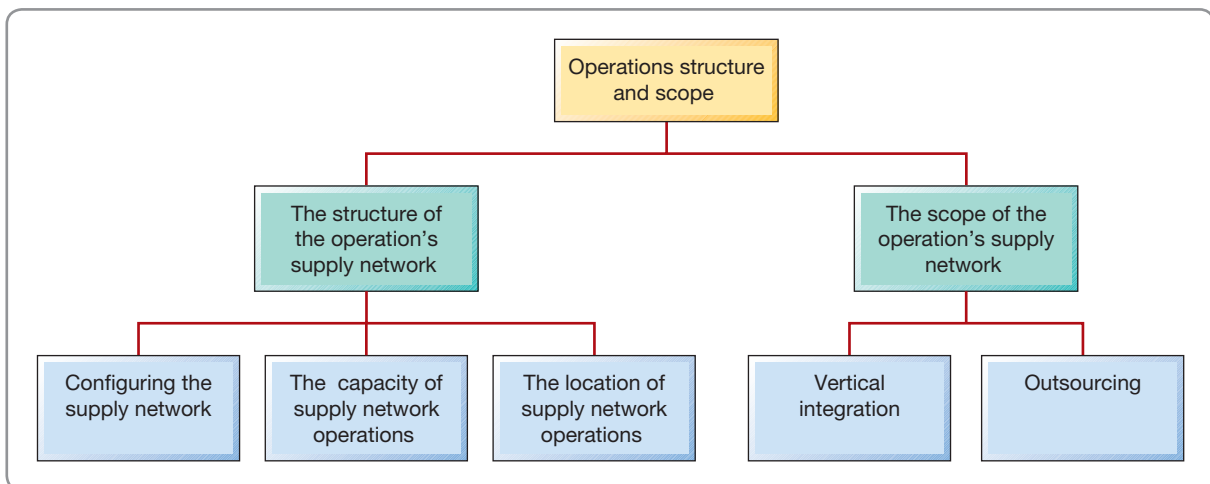 Operations structure
and scope
The structure of
the operation's
supply network
The scope of the
operation's supply
network
Configuring the
supply network
The capacity of
supply network
operations
The location of
supply network
operations
Vertical
integration
Outsourcing